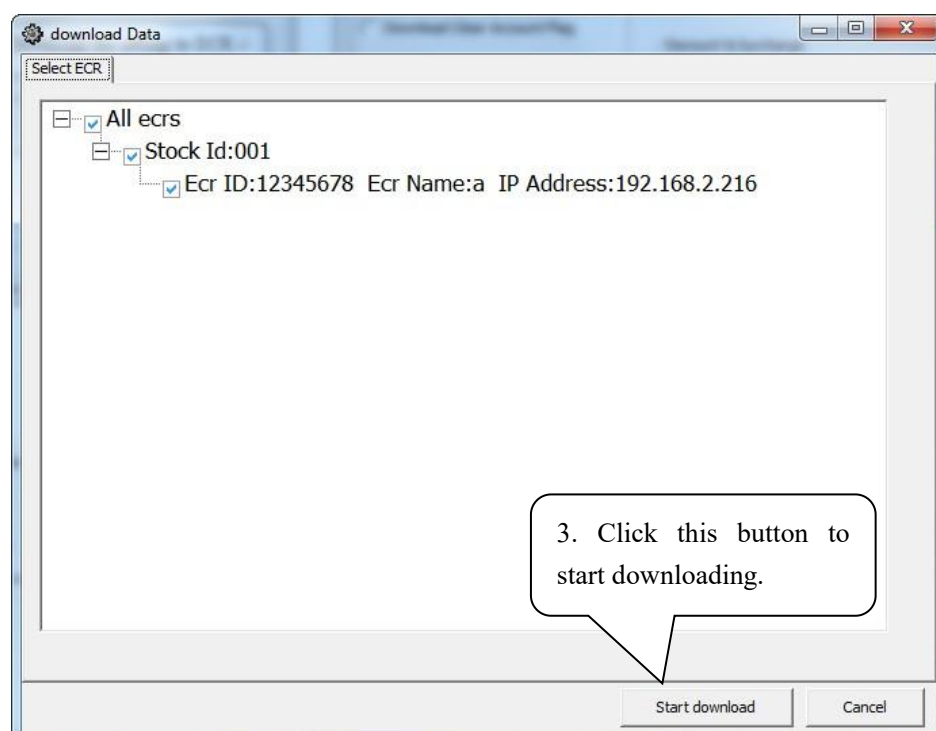 download Data
Select ECR
All ecrs
Stock Id:001
Ecr ID:12345678 Ecr Name:a IP Address:192.168.2.216
3. Click this button to
start downloading.
Start download
Cancel